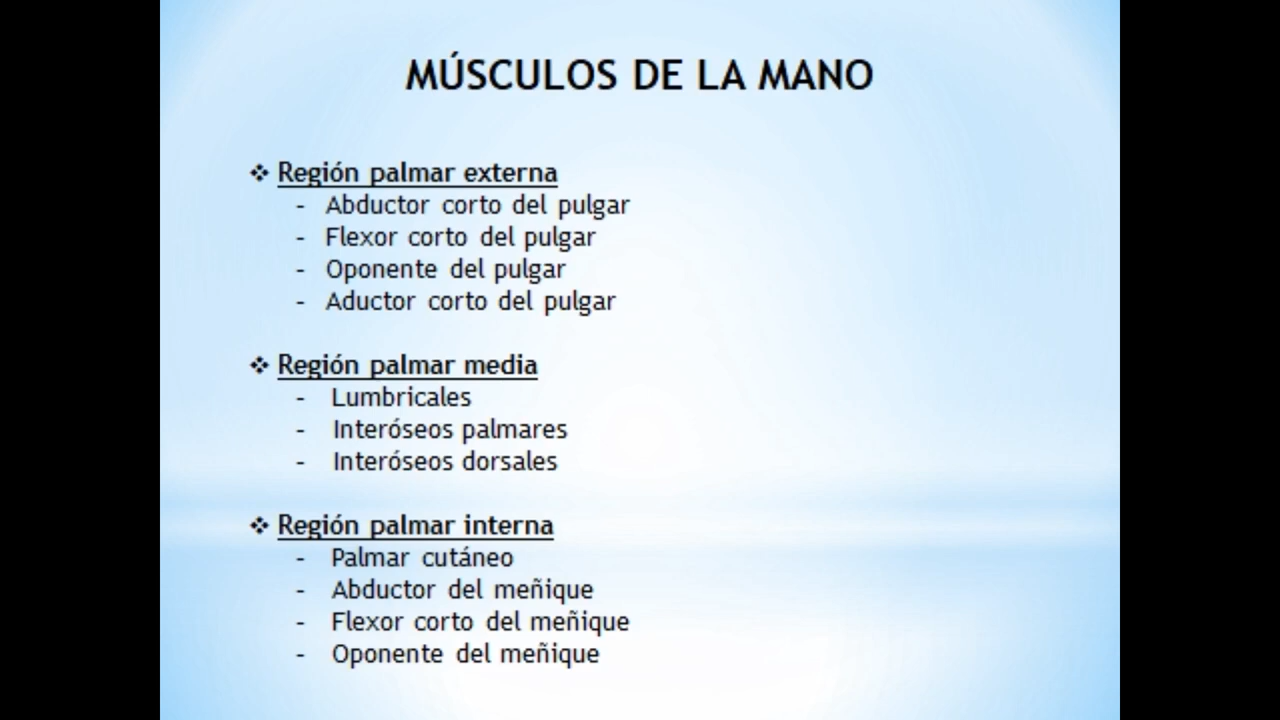 MÚSCULOS DE LA MANO
❖ Región palmar externa
- Abductor corto del pulgar
- Flexor corto del pulgar
- Oponente del pulgar
- Aductor corto del pulgar
❖ Región palmar media
- Lumbricales
- Interóseos palmares
- Interóseos dorsales
❖ Región palmar interna
- Palmar cutáneo
- Abductor del meñique
- Flexor corto del meñique
- Oponente del meñique